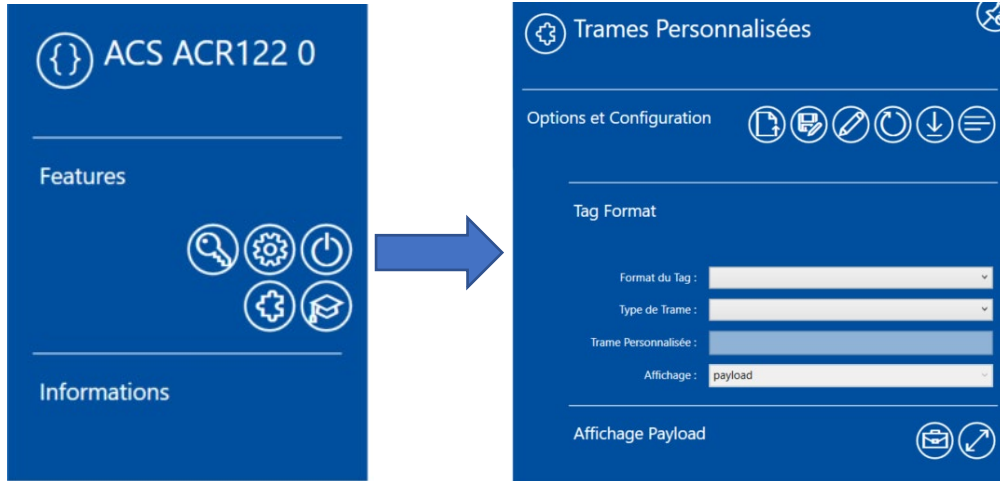 ACS ACR122 0
Features
Informations
Trames Personnalisées
Options et Configuration
Tag Format
Format du Tag :
Type de Trame :
Trame Personnalisée :
Affichage : payload
Affichage Payload